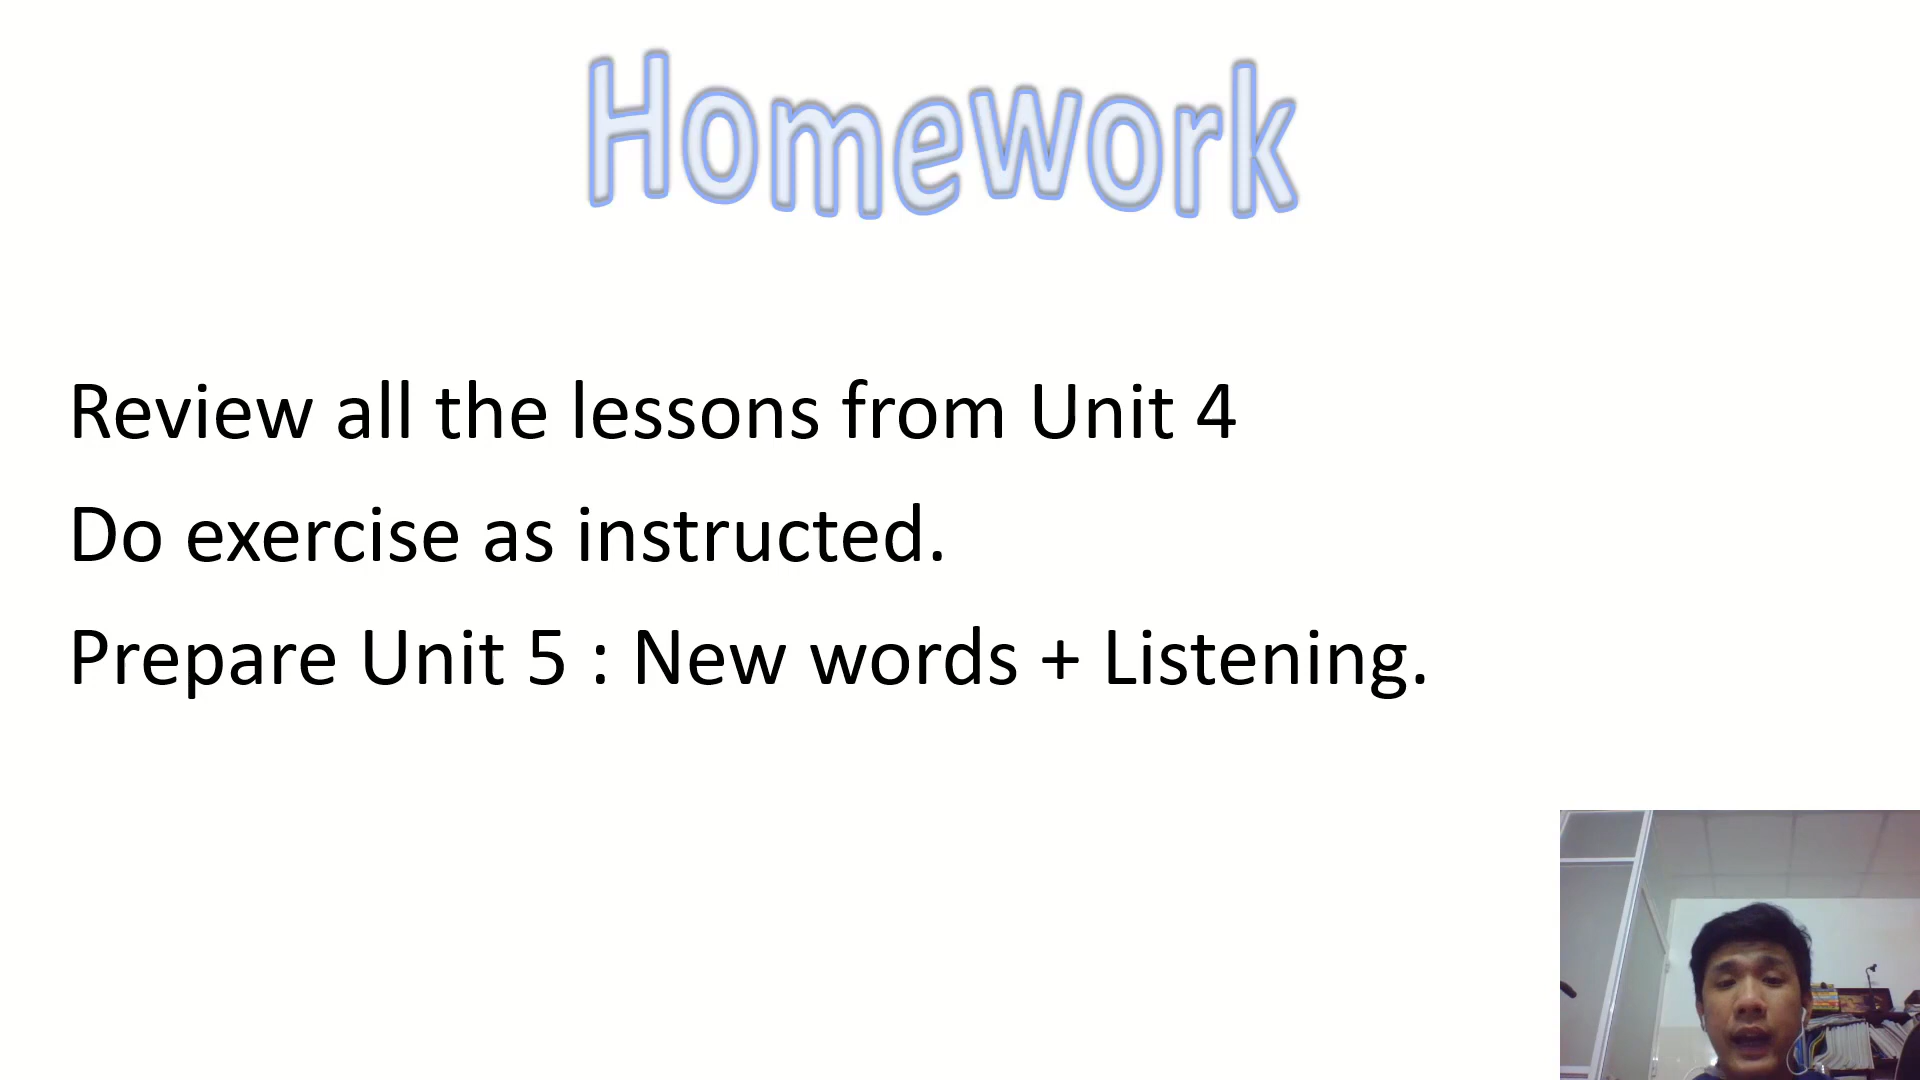 Homework
Review all the lessons from Unit 4
Do exercise as instructed.
Prepare Unit 5 : New words + Listening.